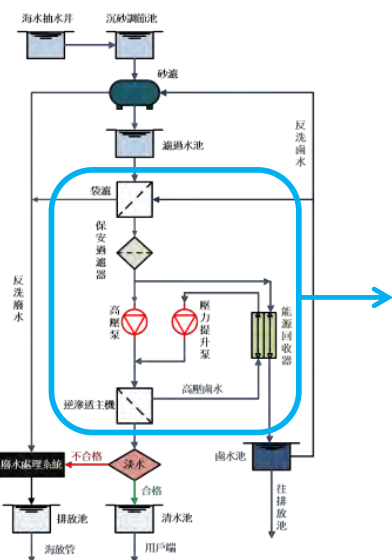 海水抽水井
沉砂調節池
砂濾
濾過水池
反洗鹵水
袋濾
保安過濾器
反洗廢水
高壓泵
壓力提升泵
能源回收器
逆滲透主機
高壓鹵水
不合格
淡水
廢水處理系統
鹵水池
合格
排放池
清水池
往排放池
海放管
用戶端